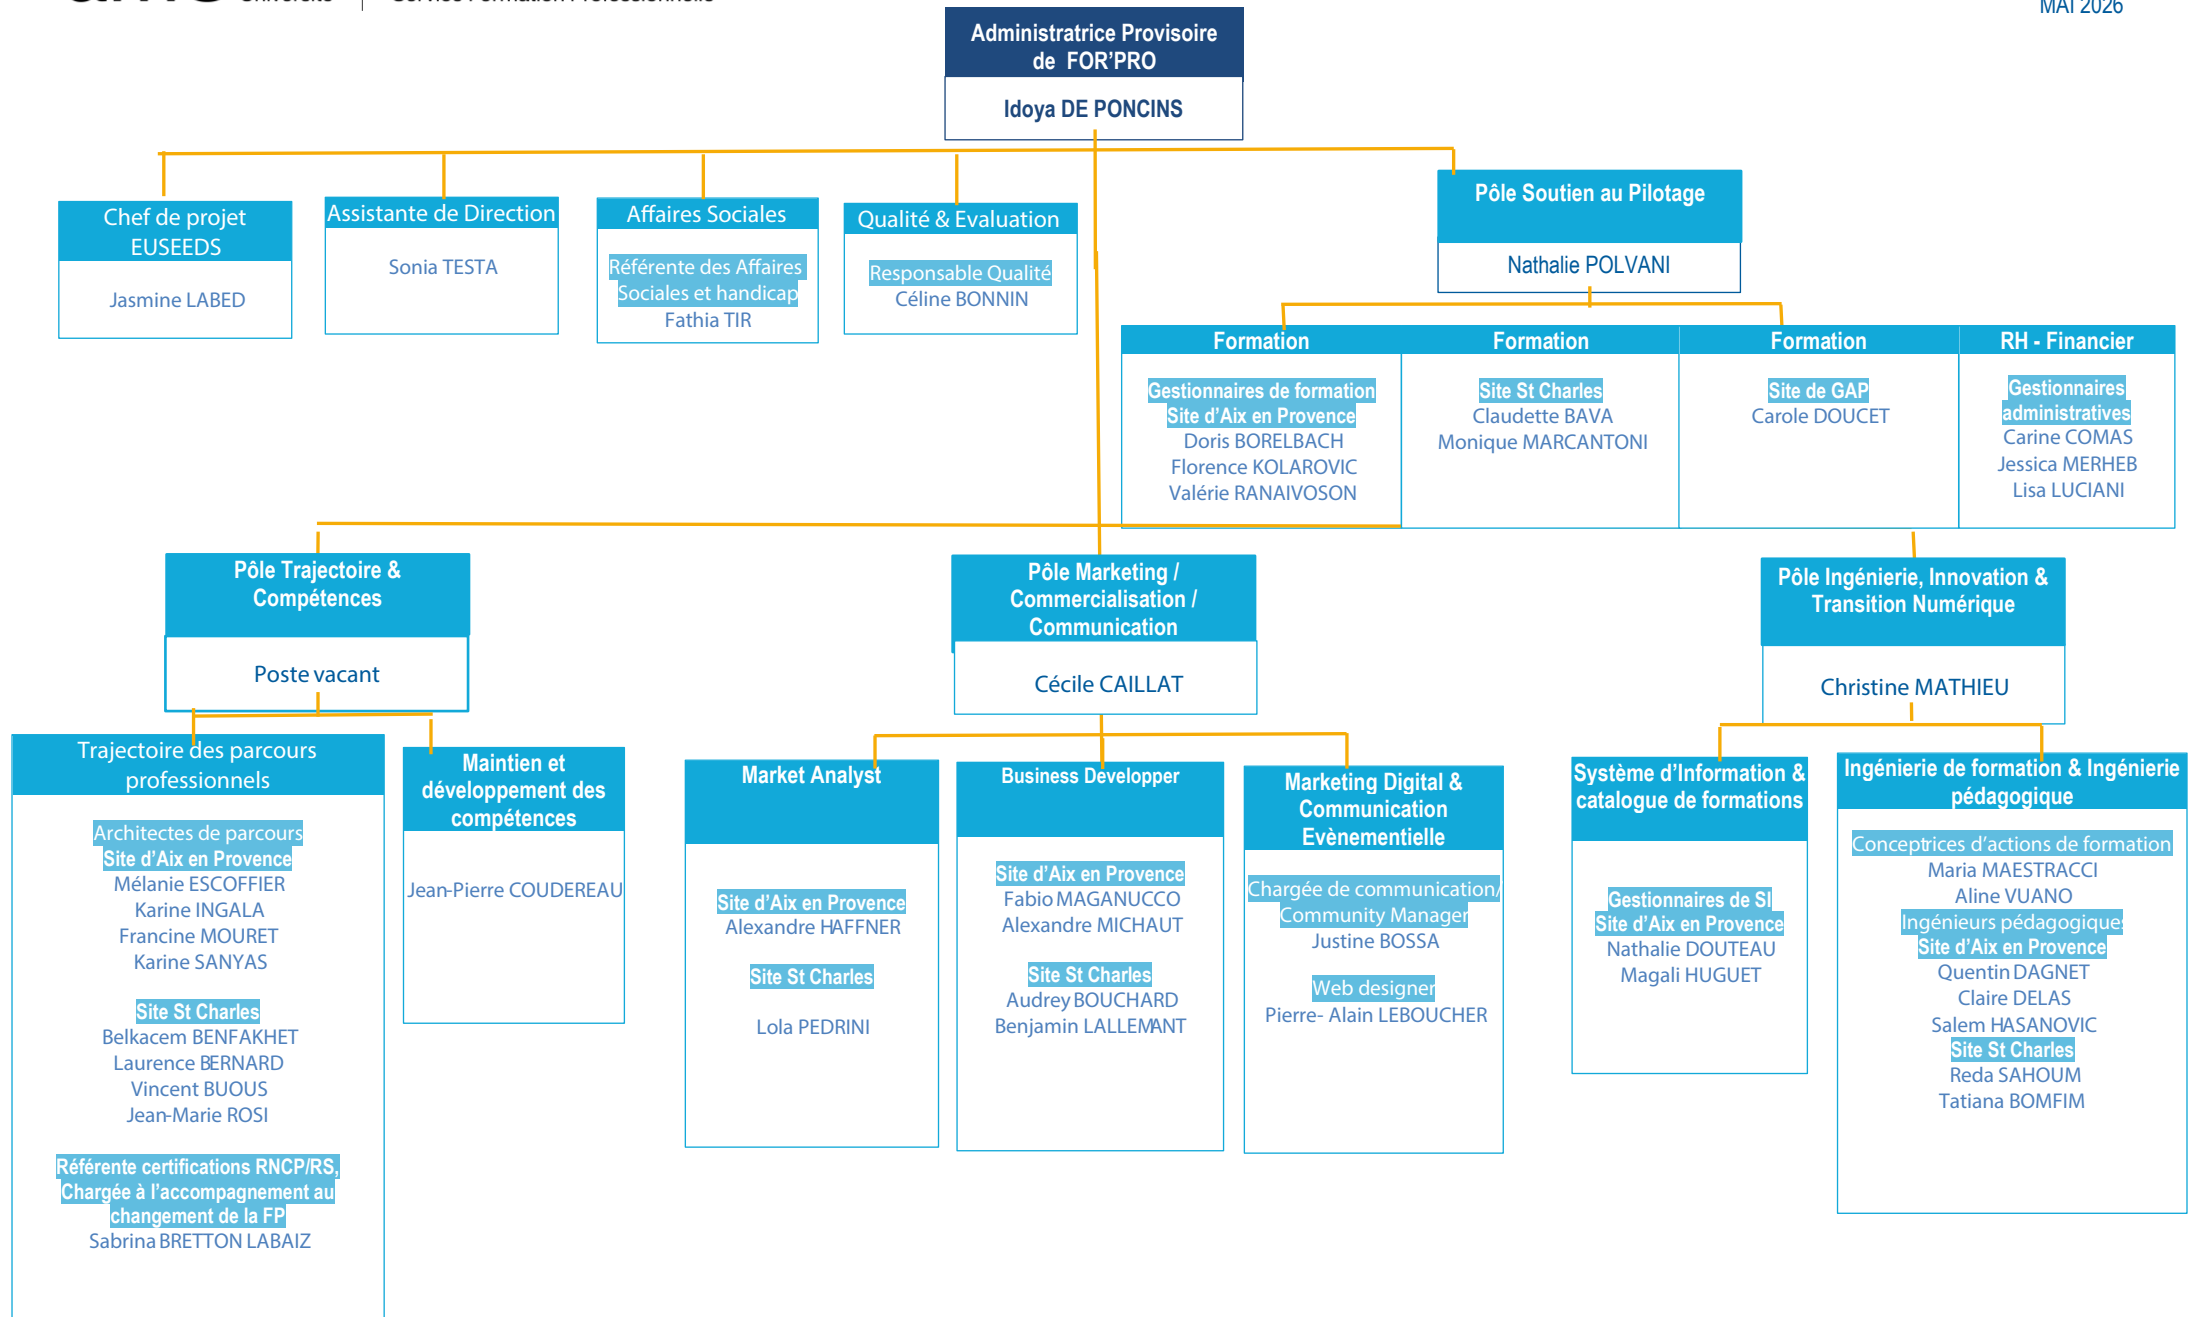 MAI 2026
Administratrice Provisoire
de FOR'PRO
Idoya DE PONCINS
Chef de projet
EUSEEDS
Jasmine LABED
Assistante de Direction
Sonia TESTA
Affaires Sociales
Référente des Affaires
Sociales et handicap
Fathia TIR
Qualité & Evaluation
Responsable Qualité
Céline BONNIN
Pôle Soutien au Pilotage
Nathalie POLVANI
Formation
Gestionnaires de formation
Site d'Aix en Provence
Doris BORELBACH
Florence KOLAROVIC
Valérie RANAIVOSON
Formation
Site St Charles
Claudette BAVA
Monique MARCANTONI
Formation
Site de GAP
Carole DOUCET
RH - Financier
Gestionnaires
administratives
Carine COMAS
Jessica MERHEB
Lisa LUCIANI
Pôle Trajectoire &
Compétences
Poste vacant
Trajectoire des parcours
professionnels
Architectes de parcours
Site d'Aix en Provence
Mélanie ESCOFFIER
Karine INGALA
Francine MOURET
Karine SANYAS
Site St Charles
Belkacem BENFAKHET
Laurence BERNARD
Vincent BUOUS
Jean-Marie ROSI
Référente certifications RNCP/RS,
Chargée à l'accompagnement au
changement de la FP
Sabrina BRETTON LABAIZ
Maintien et
développement des
compétences
Jean-Pierre COUDEREAU
Pôle Marketing /
Commercialisation /
Communication
Cécile CAILLAT
Market Analyst
Site d'Aix en Provence
Alexandre HAFFNER
Site St Charles
Lola PEDRINI
Business Développer
Site d'Aix en Provence
Fabio MAGANUCCO
Alexandre MICHAUT
Site St Charles
Audrey BOUCHARD
Benjamin LALLEMANT
Marketing Digital &
Communication
Evènementielle
Chargée de communication/
Community Manager
Justine BOSSA
Web designer
Pierre- Alain LEBOUCHER
Pôle Ingénierie, Innovation &
Transition Numérique
Christine MATHIEU
Système d'Information &
catalogue de formations
Gestionnaires de SI
Site d'Aix en Provence
Nathalie DOUTEAU
Magali HUGUET
Ingénierie de formation & Ingénierie
pédagogique
Conceptrices d'actions de formation
Maria MAESTRACCI
Aline VUANO
Ingénieurs pédagogiques
Site d'Aix en Provence
Quentin DAGNET
Claire DELAS
Salem HASANOVIC
Site St Charles
Reda SAHOUM
Tatiana BOMFIM